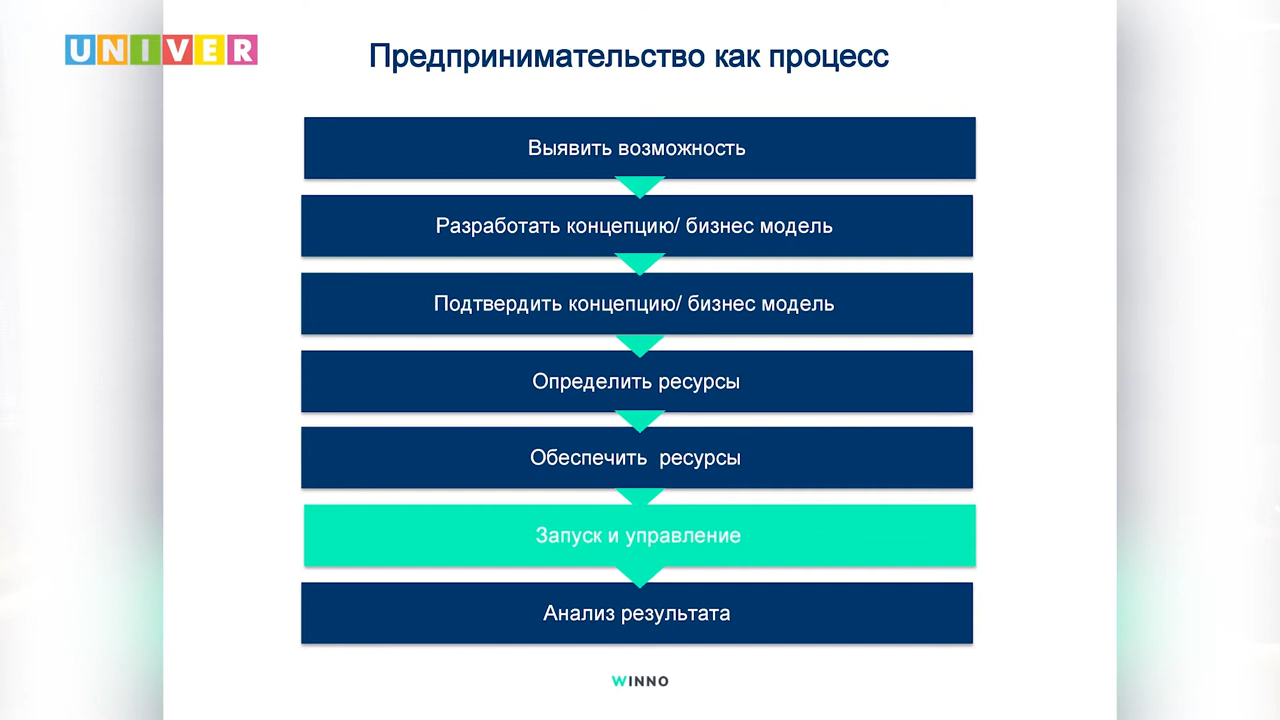 UNIVER
Предпринимательство как процесс
Выявить возможность
Разработать концепцию/ бизнес модель
Подтвердить концепцию/ бизнес модель
Определить ресурсы
Обеспечить  ресурсы
Запуск и управление
Анализ результата
WINNO